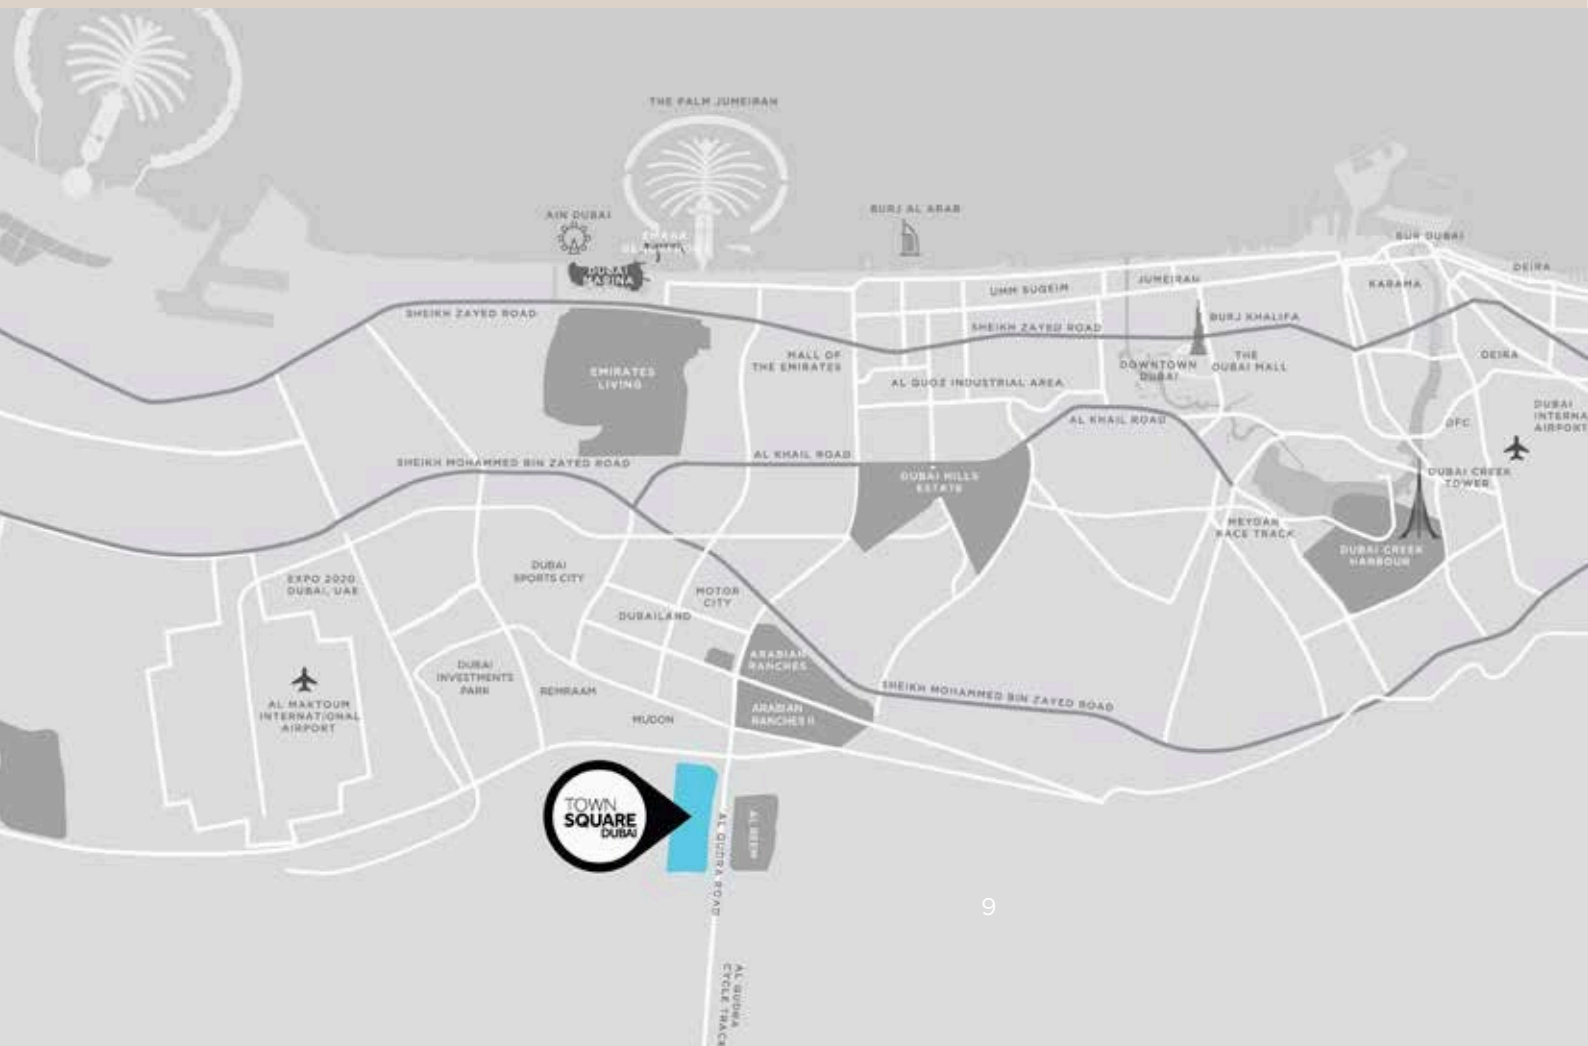 THE PALM JUMEIRAH
AIN DUBAI
BURJ AL ARAB
BUR DUBAI
DEIRA
DUBAI
MARINA
JUMEIRAH
KARAMA
UMM SUQEIM
SHEIKH ZAYED ROAD
SHEIKH ZAYED ROAD
BURJ KHALIFA
MALL OF
THE EMIRATES
DOWNTOWN
DUBAI
THE
DUBAI MALL
DEIRA
EMIRATES
LIVING
AL QUOZ INDUSTRIAL AREA
DUBAI
INTERNA
AIRPORT
AL KHAIL ROAD
DFC
SHEIKH MOHAMMED BIN ZAYED ROAD
AL KHAIL ROAD
DUBAI HILLS
ESTATE
DUBAI CREEK
TOWER
MEYDAN
RACE TRACK
DUBAI CREEK
HARBOUR
EXPO 2020
DUBAI, UAE
DUBAI
SPORTS CITY
MOTOR
CITY
DUBAILAND
ARABIAN
RANCHES
DUBAI
INVESTMENTS
PARK
REMRAAM
SHEIKH MOHAMMED BIN ZAYED ROAD
AL MAKTOUM
INTERNATIONAL
AIRPORT
MUDON
ARABIAN
RANCHES II
TOWN
SQUARE
DUBAI
AL QUDRA ROAD
AL REEM
9
AL QUDRA
CYCLE TRACK